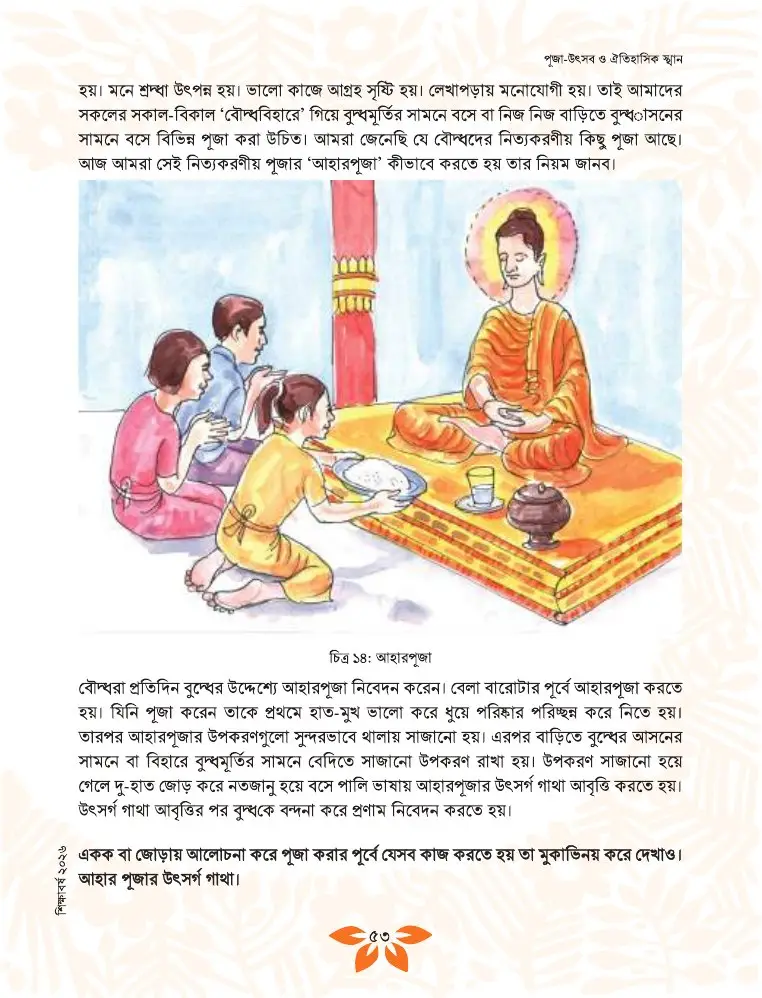 পূজা-উৎসব ও ঐতিহাসিক স্থান
হয়। মনে শ্রদ্ধা উৎপন্ন হয়। ভালো কাজে আগ্রহ সৃষ্টি হয়। লেখাপড়ায় মনোযোগী হয়। তাই আমাদের
সকলের সকাল-বিকাল ‘বৌদ্ধবিহারে’ গিয়ে বুদ্ধমূর্তির সামনে বসে বা নিজ নিজ বাড়িতে বুদ্ধাসনের
সামনে বসে বিভিন্ন পূজা করা উচিত। আমরা জেনেছি যে বৌদ্ধদের নিত্যকরণীয় কিছু পূজা আছে।
আজ আমরা সেই নিত্যকরণীয় পূজার ‘আহারপূজা’ কীভাবে করতে হয় তার নিয়ম জানব।
চিত্র ১৪: আহারপূজা
বৌদ্ধরা প্রতিদিন বুদ্ধের উদ্দেশ্যে আহারপূজা নিবেদন করেন। বেলা বারোটার পূর্বে আহারপূজা করতে
হয়। যিনি পূজা করেন তাকে প্রথমে হাত-মুখ ভালো করে ধুয়ে পরিষ্কার পরিচ্ছন্ন করে নিতে হয়।
তারপর আহারপূজার উপকরণগুলো সুন্দরভাবে থালায় সাজানো হয়। এরপর বাড়িতে বুদ্ধের আসনের
সামনে বা বিহারে বুদ্ধমূর্তির সামনে বেদিতে সাজানো উপকরণ রাখা হয়। উপকরণ সাজানো হয়ে
গেলে দু-হাত জোড় করে নতজানু হয়ে বসে পালি ভাষায় আহারপূজার উৎসর্গ গাথা আবৃত্তি করতে হয়।
উৎসর্গ গাথা আবৃত্তির পর বুদ্ধকে বন্দনা করে প্রণাম নিবেদন করতে হয়।
একক বা জোড়ায় আলোচনা করে পূজা করার পূর্বে যেসব কাজ করতে হয় তা মুকাভিনয় করে দেখাও।
আহার পূজার উৎসর্গ গাথা।
শিক্ষাবর্ষ ২০২৬
৫৩